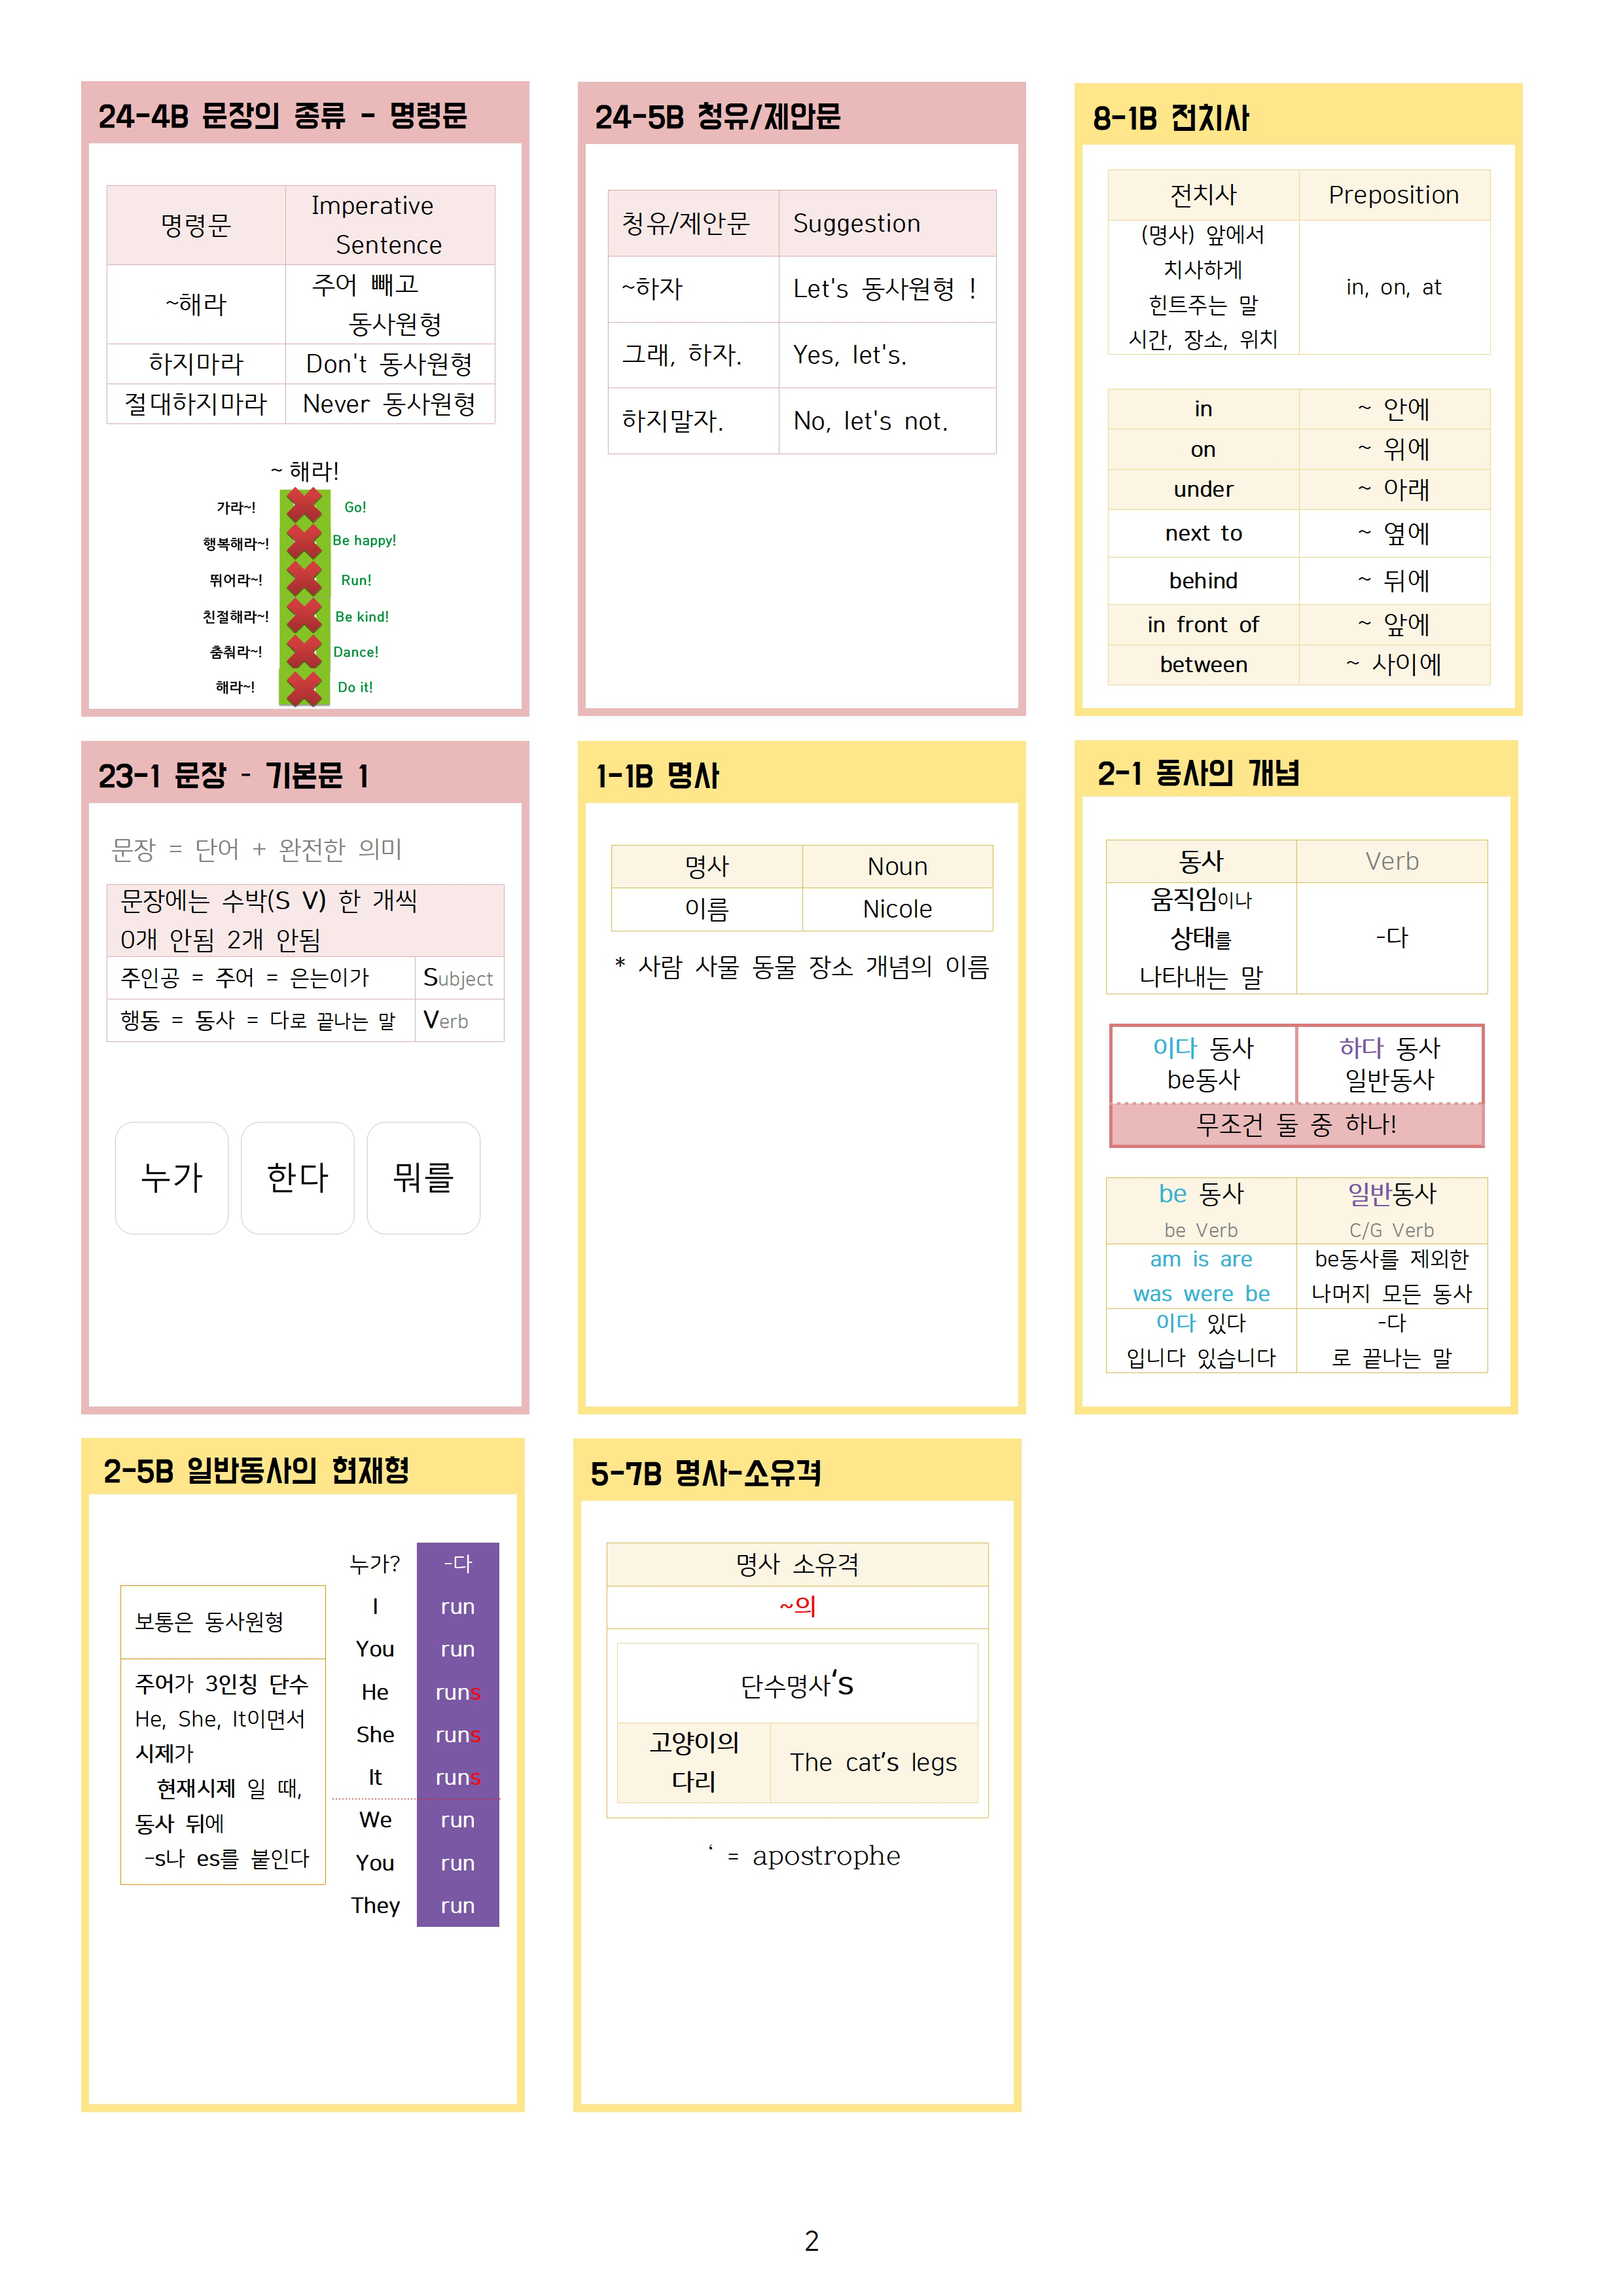 24-4B 문장의 종류 - 명령문
명령문 Imperative Sentence
~해라 주어 빼고 동사원형
하지마라 Don't 동사원형
절대하지마라 Never 동사원형
~ 해라!
가라~! Go!
행복해라~! Be happy!
뛰어라~! Run!
친절해라~! Be kind!
춤춰라~! Dance!
해라~! Do it!
24-5B 청유/제안문
청유/제안문 Suggestion
~하자 Let's 동사원형 !
그래, 하자. Yes, let's.
하지말자. No, let's not.
8-1B 전치사
전치사 Preposition
(명사) 앞에서
치사하게
힌트주는 말
시간, 장소, 위치
in, on, at
in ~ 안에
on ~ 위에
under ~ 아래
next to ~ 옆에
behind ~ 뒤에
in front of ~ 앞에
between ~ 사이에
23-1 문장 - 기본문 1
문장 = 단어 + 완전한 의미
문장에는 수박(S V) 한 개씩
0개 안됨 2개 안됨
주인공 = 주어 = 은는이가 Subject
행동 = 동사 = 다로 끝나는 말 Verb
누가 한다 뭐를
1-1B 명사
명사 Noun
이름 Nicole
* 사람 사물 동물 장소 개념의 이름
2-1 동사의 개념
동사 Verb
움직임이나
상태를
나타내는 말
-다
이다 동사 하다 동사
be동사 일반동사
무조건 둘 중 하나!
be 동사 일반동사
be Verb C/G Verb
am is are be동사를 제외한
was were be 나머지 모든 동사
이다 있다 -다
입니다 있습니다 로 끝나는 말
2-5B 일반동사의 현재형
보통은 동사원형
주어가 3인칭 단수
He, She, It이면서
시제가
현재시제 일 때,
동사 뒤에
-s나 es를 붙인다
누가? -다
I run
You run
He runs
She runs
It runs
We run
You run
They run
5-7B 명사-소유격
명사 소유격
~의
단수명사‘s
고양이의
다리
The cat’s legs
‘ = apostrophe
2